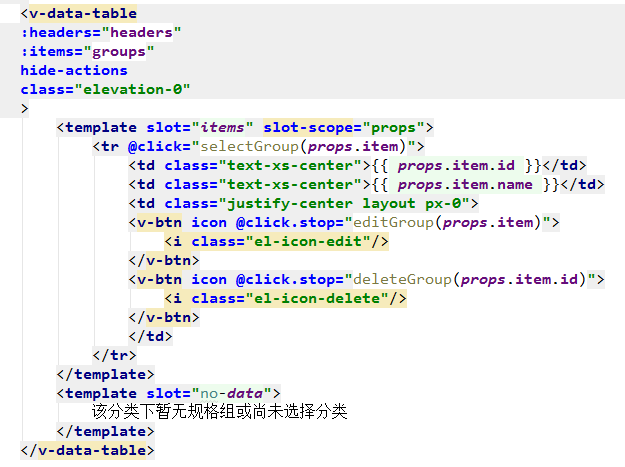 <v-data-table
:headers="headers"
:items="groups"
hide-actions
class="elevation-0"
>
<template slot="items" slot-scope="props">
<tr @click="selectGroup(props.item)">
<td class="text-xs-center">{{ props.item.id }}</td>
<td class="text-xs-center">{{ props.item.name }}</td>
<td class="justify-center layout px-0">
<v-btn icon @click.stop="editGroup(props.item)">
<i class="el-icon-edit"/>
</v-btn>
<v-btn icon @click.stop="deleteGroup(props.item.id)">
<i class="el-icon-delete"/>
</v-btn>
</td>
</tr>
</template>
<template slot="no-data">
该分类下暂无规格组或尚未选择分类
</template>
</v-data-table>